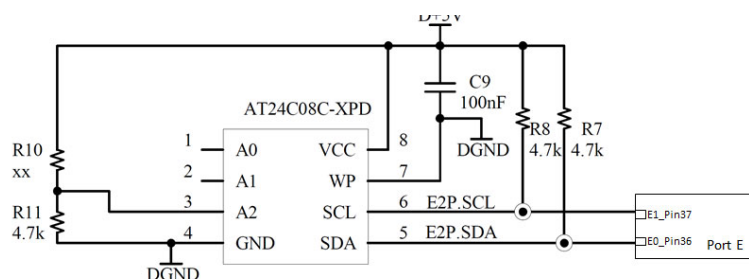 D+5V
C9
100nF
AT24C08C-XPD
R8
4.7k
R7
4.7k
DGND
R10
xx
R11
4.7k
1
A0
VCC
8
2
A1
WP
7
3
A2
SCL
6
E2P.SCL
4
GND
SDA
5
E2P.SDA
DGND
E1_Pin37
E0_Pin36
Port E